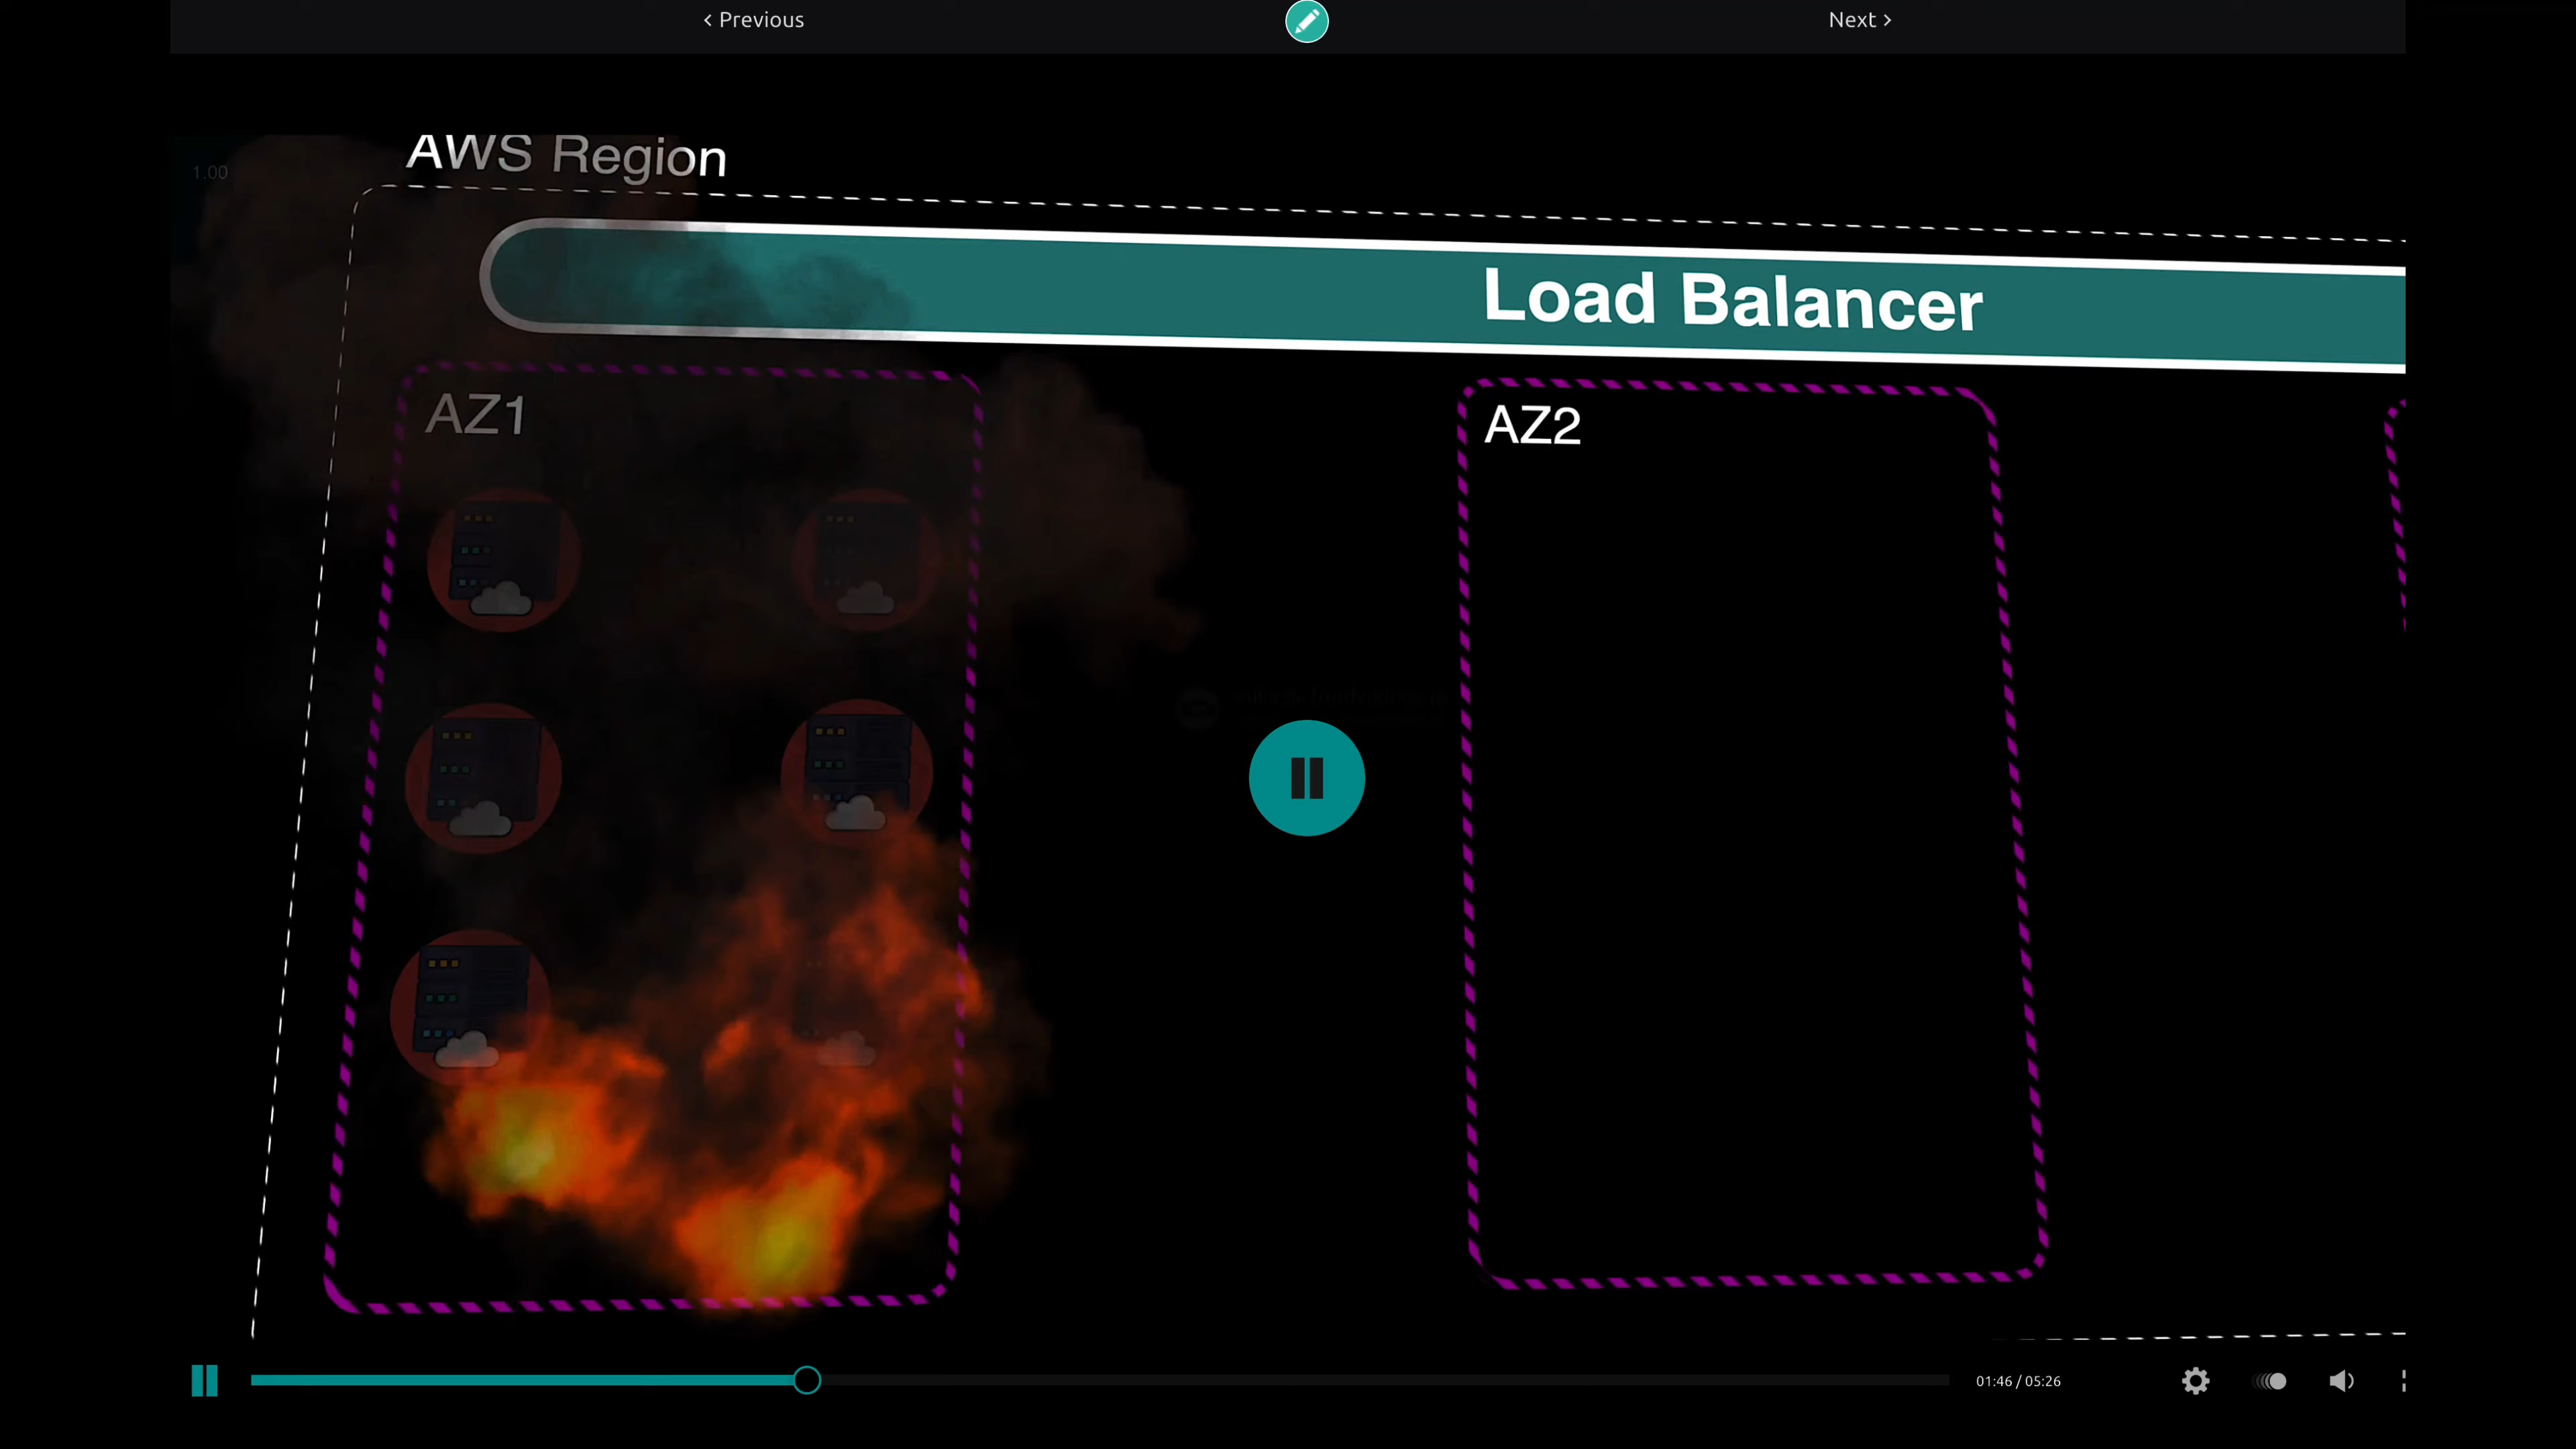 < Previous
Next >
AWS Region
1.00
Load Balancer
AZ1
AZ2
01:46 / 05:26